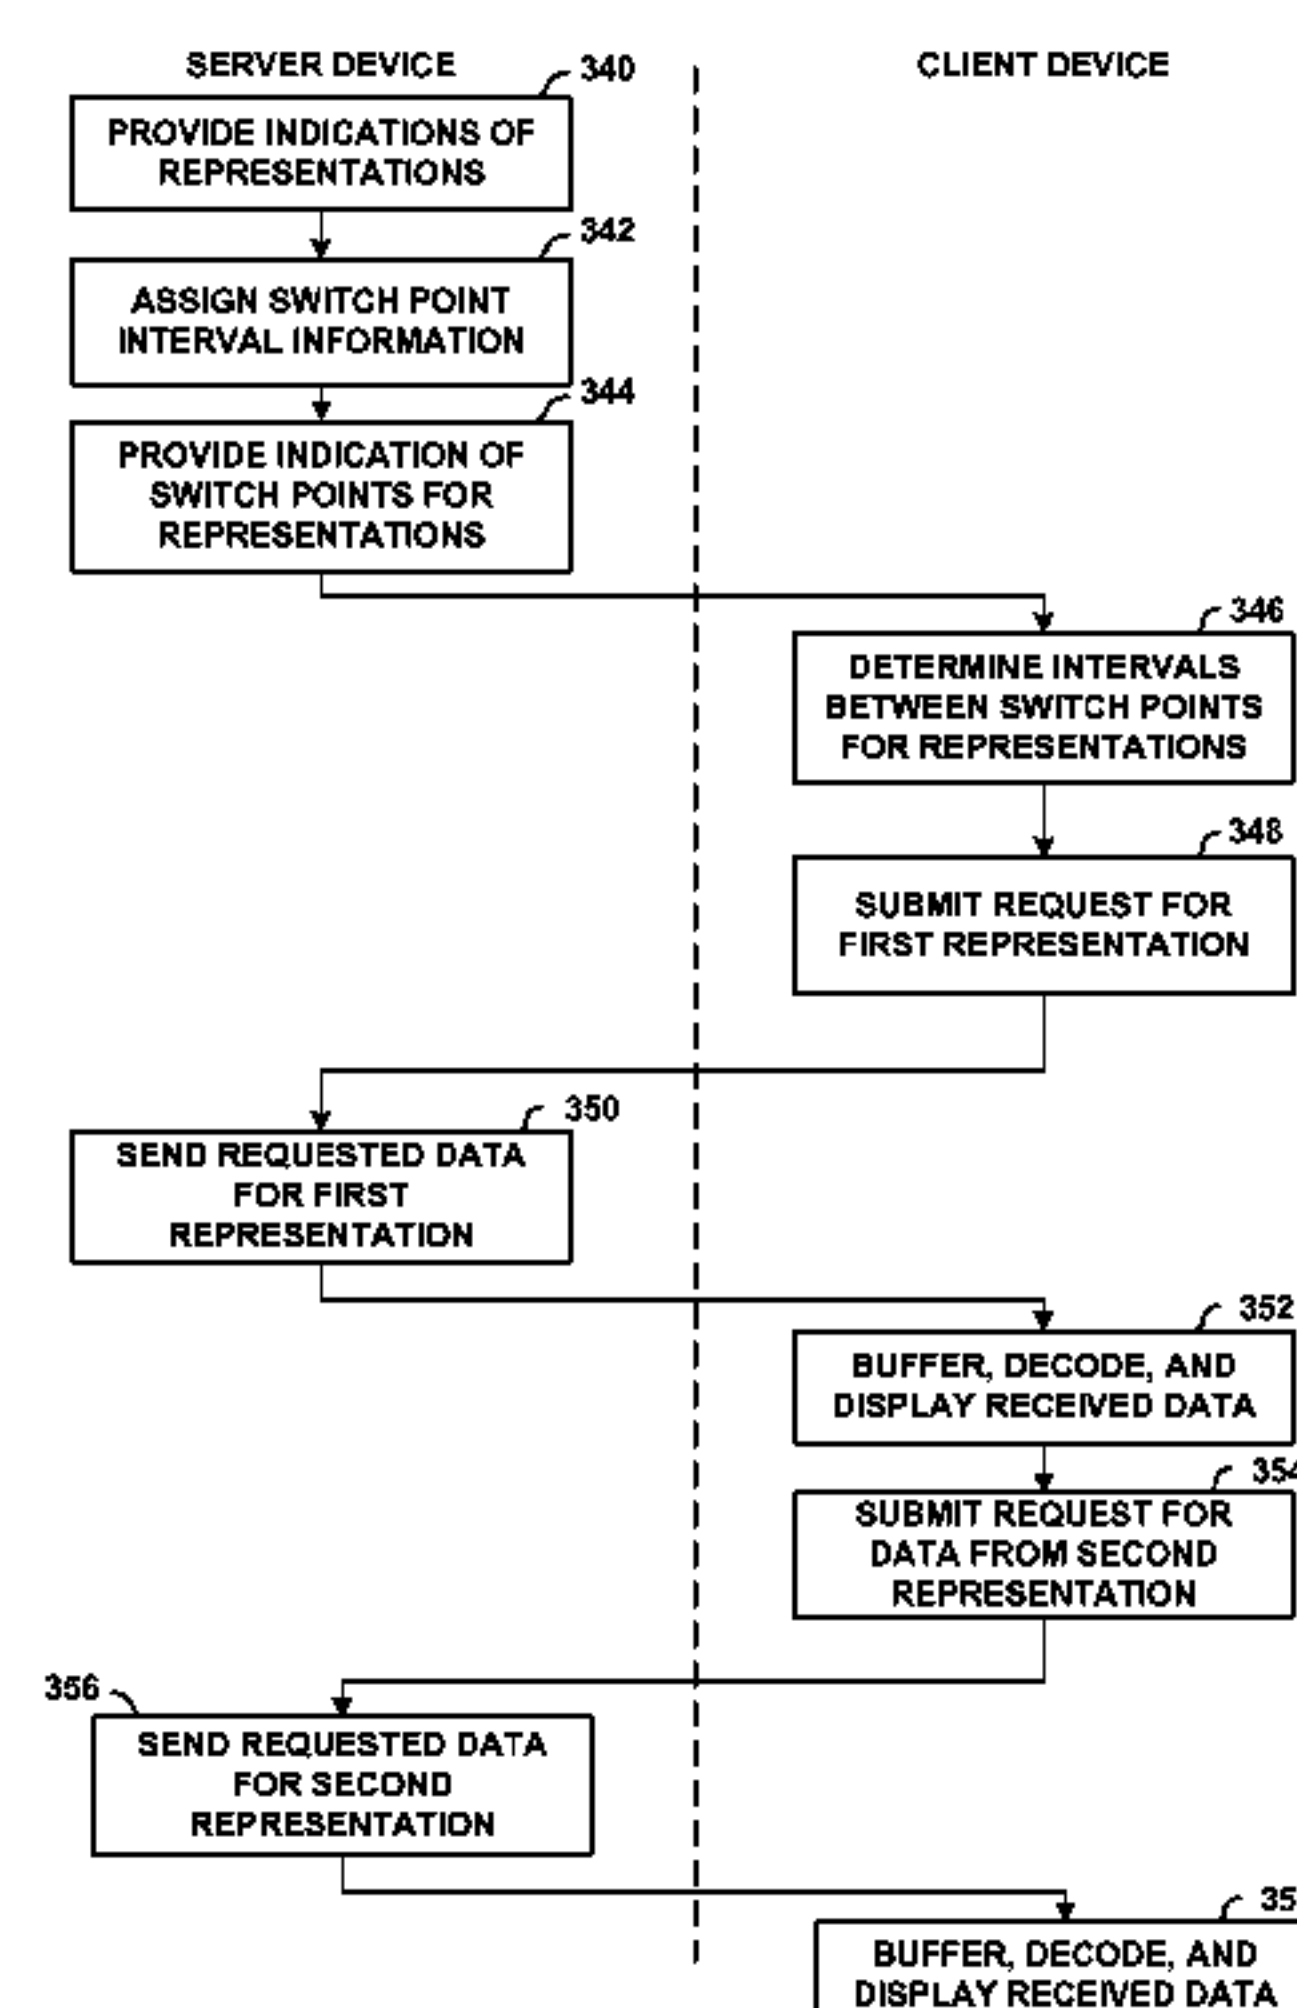 SERVER DEVICE
CLIENT DEVICE
340
PROVIDE INDICATIONS OF
REPRESENTATIONS
342
ASSIGN SWITCH POINT
INTERVAL INFORMATION
344
PROVIDE INDICATION OF
SWITCH POINTS FOR
REPRESENTATIONS
346
DETERMINE INTERVALS
BETWEEN SWITCH POINTS
FOR REPRESENTATIONS
348
SUBMIT REQUEST FOR
FIRST REPRESENTATION
350
SEND REQUESTED DATA
FOR FIRST
REPRESENTATION
352
BUFFER, DECODE, AND
DISPLAY RECEIVED DATA
354
SUBMIT REQUEST FOR
DATA FROM SECOND
REPRESENTATION
356
SEND REQUESTED DATA
FOR SECOND
REPRESENTATION
BUFFER, DECODE, AND
DISPLAY RECEIVED DATA